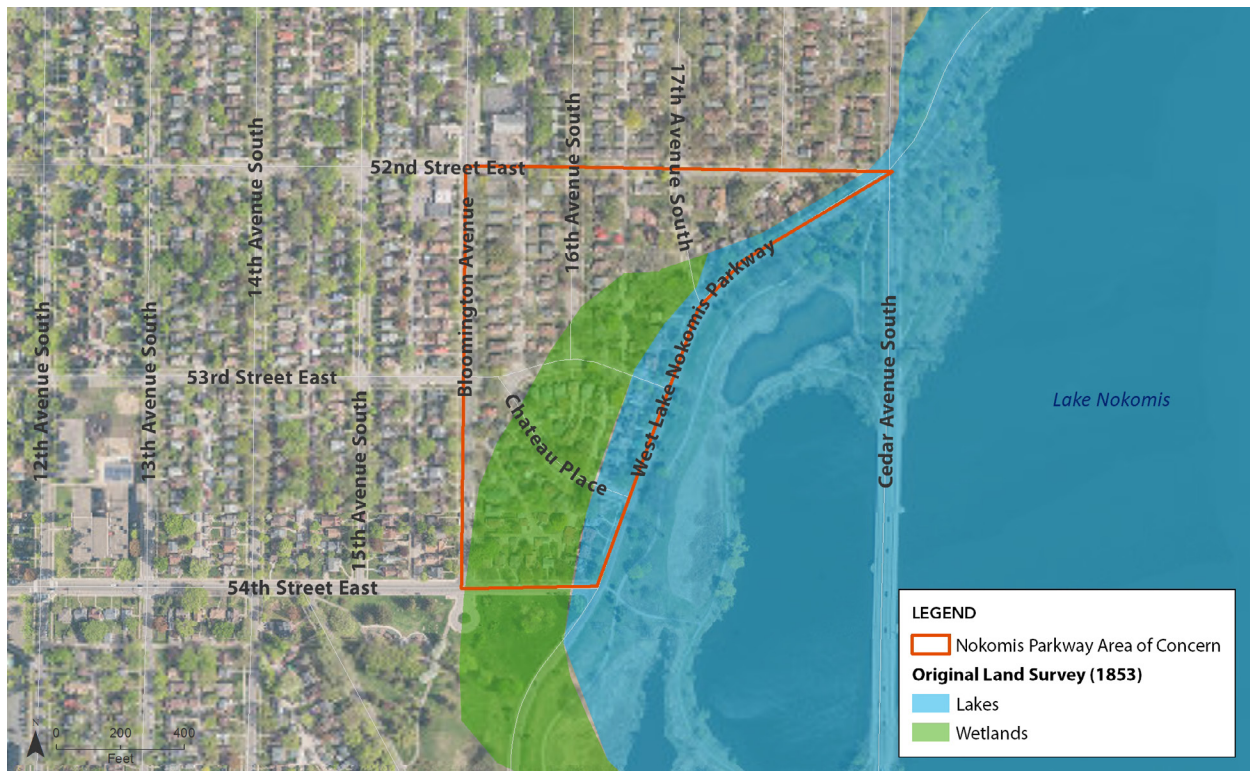 17th Avenue South
16th Avenue South
14th Avenue South
52nd Street East
Bloomington Avenue
West Lake Nokomis Parkway
12th Avenue South
13th Avenue South
Cedar Avenue South
53rd Street East
15th Avenue South
Chateau Place
Lake Nokomis
54th Street East
LEGEND
Nokomis Parkway Area of Concern
Original Land Survey (1853)
Lakes
Wetlands
N
0 200 400
Feet